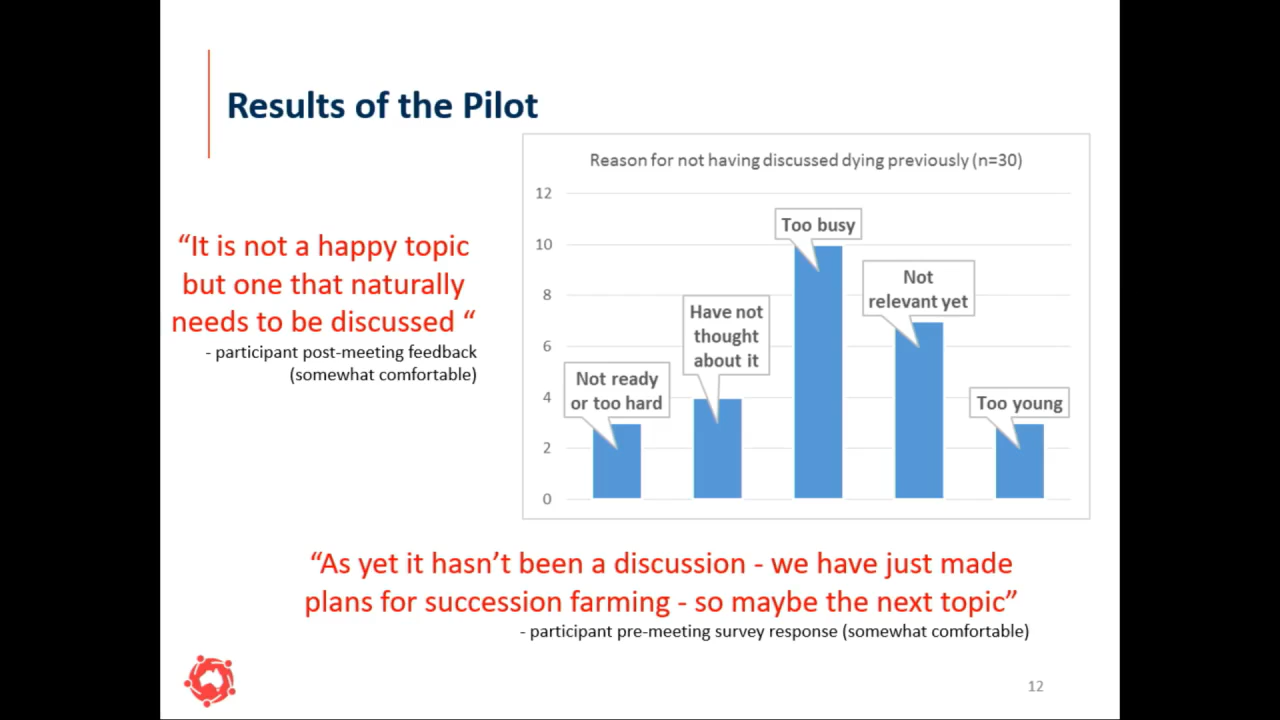 Results of the Pilot
“It is not a happy topic
but one that naturally
needs to be discussed “
- participant post-meeting feedback
(somewhat comfortable)
Reason for not having discussed dying previously (n=30)
12
10
8
6
4
2
0
Not ready
or too hard
Have not
thought
about it
Too busy
Not
relevant yet
Too young
“As yet it hasn’t been a discussion - we have just made
plans for succession farming - so maybe the next topic”
- participant pre-meeting survey response (somewhat comfortable)
12